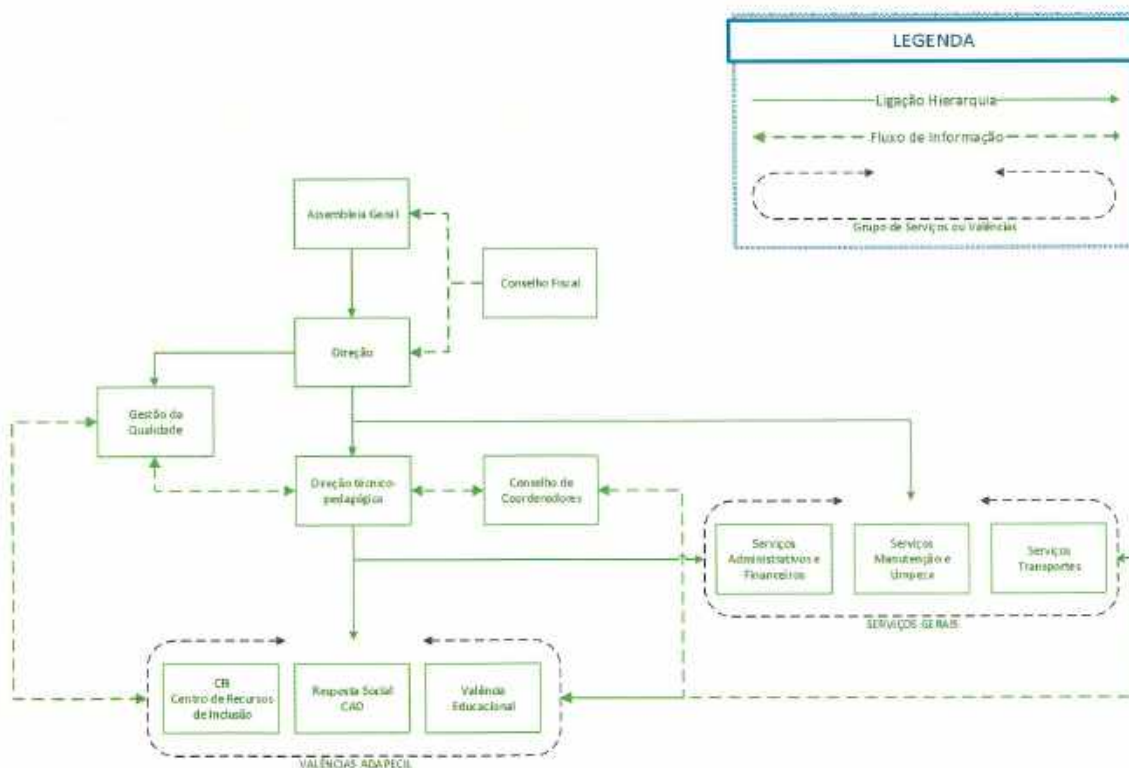 LEGENDA
Ligação Hierarquia
Fluxo de Informação
Grupo de Serviços ou Valências
Assembleia Geral
Conselho Fiscal
Direção
Gestão da
Qualidade
Direção técnico-
pedagógica
Conselho de
Coordenadores
Serviços
Administrativos e
Financeiros
Serviços
Manutenção e
Limpeza
Serviços
Transportes
SERVIÇOS GERAIS
CRI
Centro de Recursos
de Inclusão
Resposta Social
CAO
Valência
Educacional
VALÊNCIAS ADAPECIL